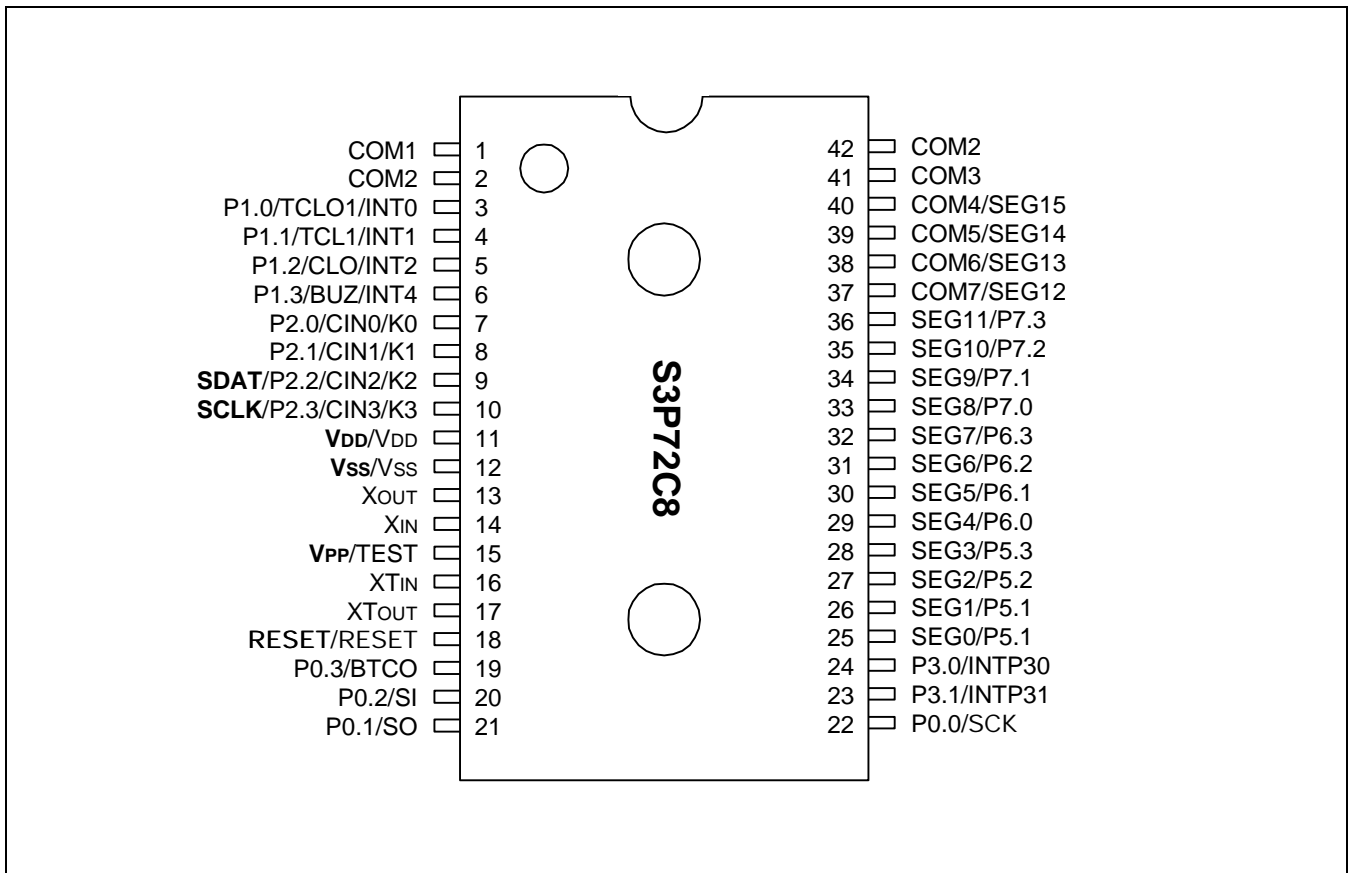 COM1 1
COM2 2
P1.0/TCLO1/INT0 3
P1.1/TCL1/INT1 4
P1.2/CLO/INT2 5
P1.3/BUZ/INT4 6
P2.0/CIN0/K0 7
P2.1/CIN1/K1 8
SDAT/P2.2/CIN2/K2 9
SCLK/P2.3/CIN3/K3 10
VDD/VDD 11
VSS/VSS 12
XOUT 13
XIN 14
VPP/TEST 15
XTIN 16
XTOUT 17
RESET/RESET 18
P0.3/BTCO 19
P0.2/SI 20
P0.1/SO 21
S3P72C8
42 COM2
41 COM3
40 COM4/SEG15
39 COM5/SEG14
38 COM6/SEG13
37 COM7/SEG12
36 SEG11/P7.3
35 SEG10/P7.2
34 SEG9/P7.1
33 SEG8/P7.0
32 SEG7/P6.3
31 SEG6/P6.2
30 SEG5/P6.1
29 SEG4/P6.0
28 SEG3/P5.3
27 SEG2/P5.2
26 SEG1/P5.1
25 SEG0/P5.1
24 P3.0/INTP30
23 P3.1/INTP31
22 P0.0/SCK